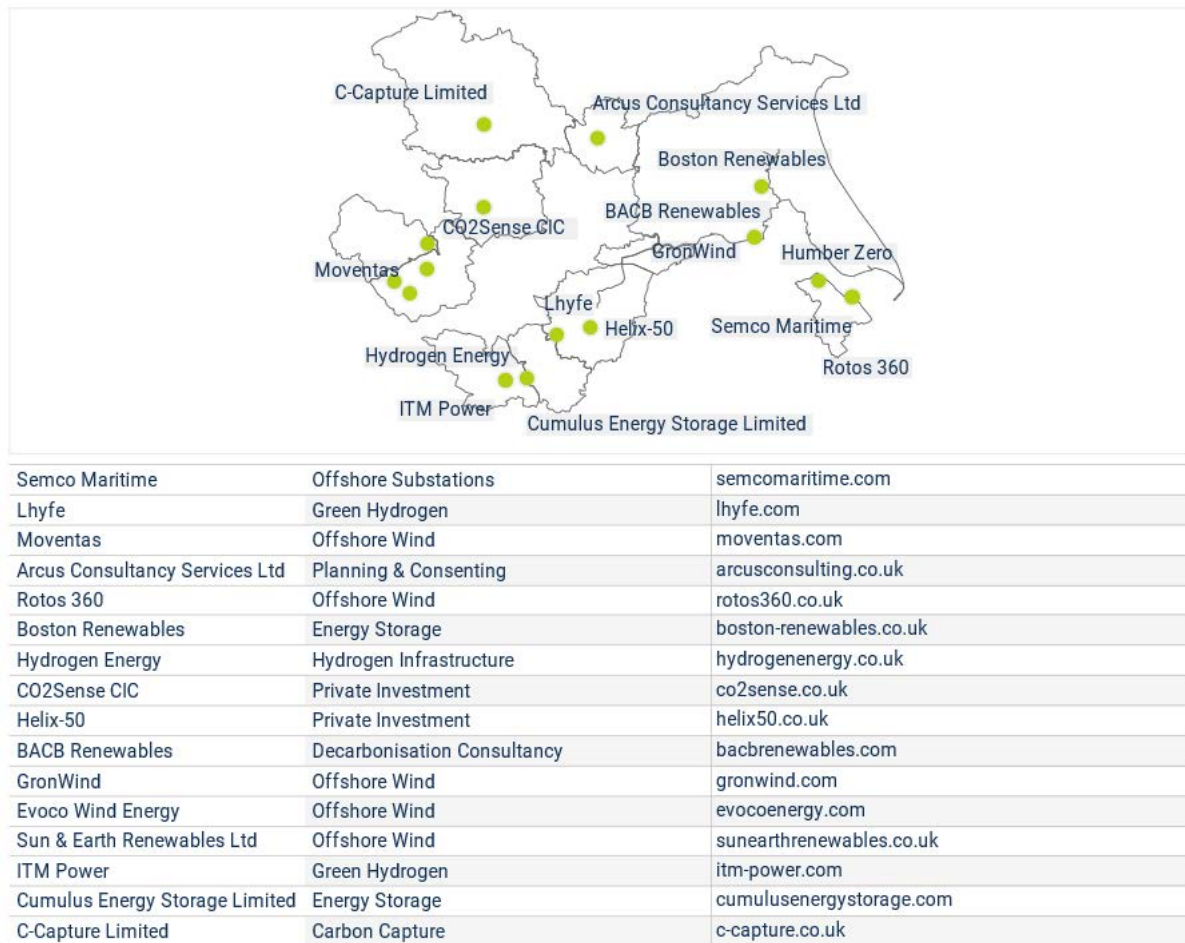 C-Capture Limited
Arcus Consultancy Services Ltd
Boston Renewables
BACB Renewables
CO2Sense CIC
GronWind
Humber Zero
Moventas
Lhyfe
Helix-50
Semco Maritime
Hydrogen Energy
Rotos 360
ITM Power
Cumulus Energy Storage Limited
Semco Maritime Offshore Substations semcomaritime.com
Lhyfe Green Hydrogen lhyfe.com
Moventas Offshore Wind moventas.com
Arcus Consultancy Services Ltd Planning & Consenting arcusconsulting.co.uk
Rotos 360 Offshore Wind rotos360.co.uk
Boston Renewables Energy Storage boston-renewables.co.uk
Hydrogen Energy Hydrogen Infrastructure hydrogenenergy.co.uk
CO2Sense CIC Private Investment co2sense.co.uk
Helix-50 Private Investment helix50.co.uk
BACB Renewables Decarbonisation Consultancy bacbrenewables.com
GronWind Offshore Wind gronwind.com
Evoco Wind Energy Offshore Wind evocoenergy.com
Sun & Earth Renewables Ltd Offshore Wind sunearthrenewables.co.uk
ITM Power Green Hydrogen itm-power.com
Cumulus Energy Storage Limited Energy Storage cumulusenergystorage.com
C-Capture Limited Carbon Capture c-capture.co.uk